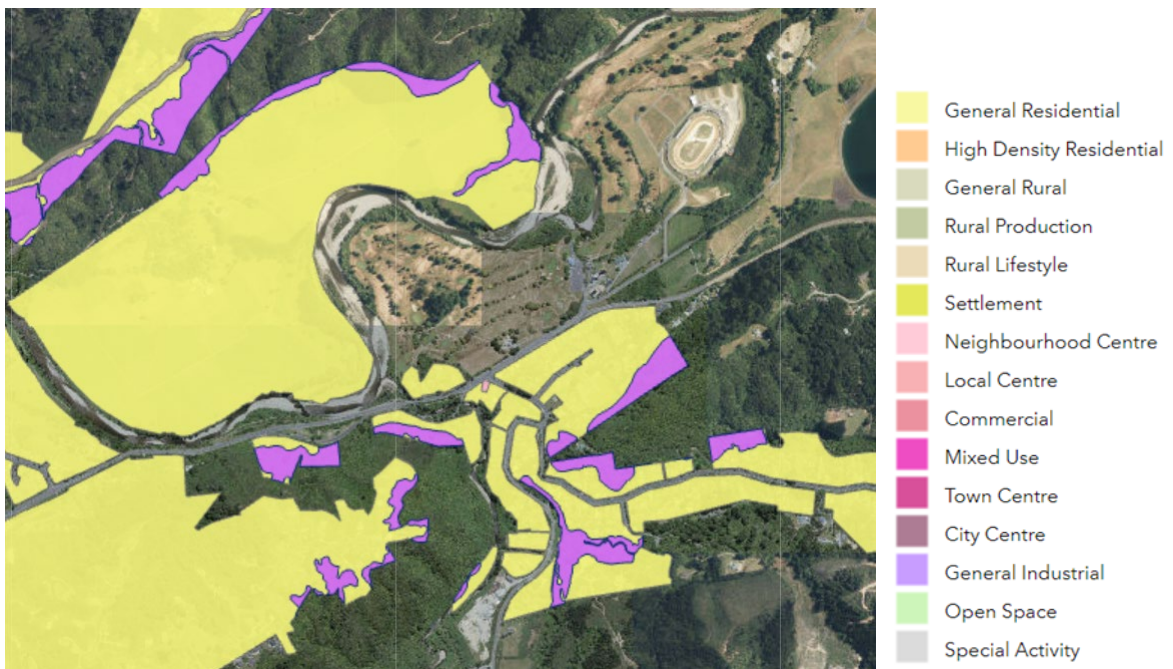 General Residential
High Density Residential
General Rural
Rural Production
Rural Lifestyle
Settlement
Neighbourhood Centre
Local Centre
Commercial
Mixed Use
Town Centre
City Centre
General Industrial
Open Space
Special Activity